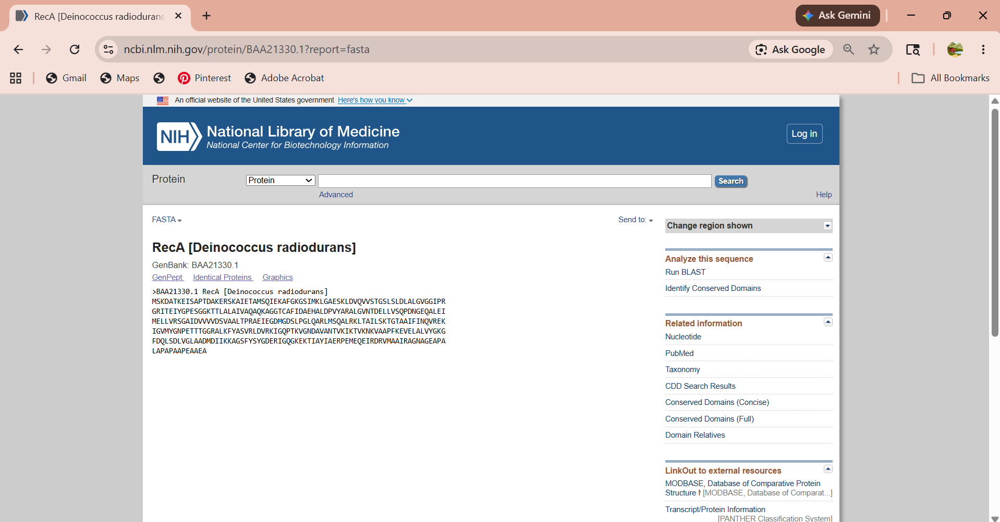 RecA [Deinococcus radiodurans
Ask Gemini
ncbi.nlm.nih.gov/protein/BAA21330.1?report=fasta
Ask Google
Gmail
Maps
Pinterest
Adobe Acrobat
All Bookmarks
An official website of the United States government Here's how you know
NIH
National Library of Medicine
National Center for Biotechnology Information
Log in
Protein
Protein
Search
Advanced
Help
FASTA
Send to:
RecA [Deinococcus radiodurans]
GenBank: BAA21330.1
GenPept Identical Proteins Graphics
>BAA21330.1 RecA [Deinococcus radiodurans]
MSKDATKEISAPTDAKERSKAIETAMSQIEKAFGKGSIMKLGAESKLDVQVVSTGSLSLDLALGVGGIPR
GRITEIYGPESGGKTTLALAIVAQAQKAGGTCAFIDAEHALDPVYARALGVNTDELLVSQPDNGEQALEI
MELLVRSGAIDVVVVDSVAALTPRAEIEGDMGDSLPGLQARLMSQALRKLTAILSKTGTAAIFINQVREK
IGVMYGNPETTTGGRALKFYASVRLDVRKIGQPTKVGNDAVANTVKIKTVKNKVAAPFKEVELALVYGKG
FDQLSDLVGLAADMDIIKKAGSFYSYGDERIGQGKEKTIAYIAERPEMEQEIRDRVMAAIRAGNAGEAPA
LAPAPAAPEAAEA
Change region shown
Analyze this sequence
Run BLAST
Identify Conserved Domains
Related information
Nucleotide
PubMed
Taxonomy
CDD Search Results
Conserved Domains (Concise)
Conserved Domains (Full)
Domain Relatives
LinkOut to external resources
MODBASE, Database of Comparative Protein
Structure [MODBASE, Database of Comparat...]
Transcript/Protein Information
[PANTHER Classification System]